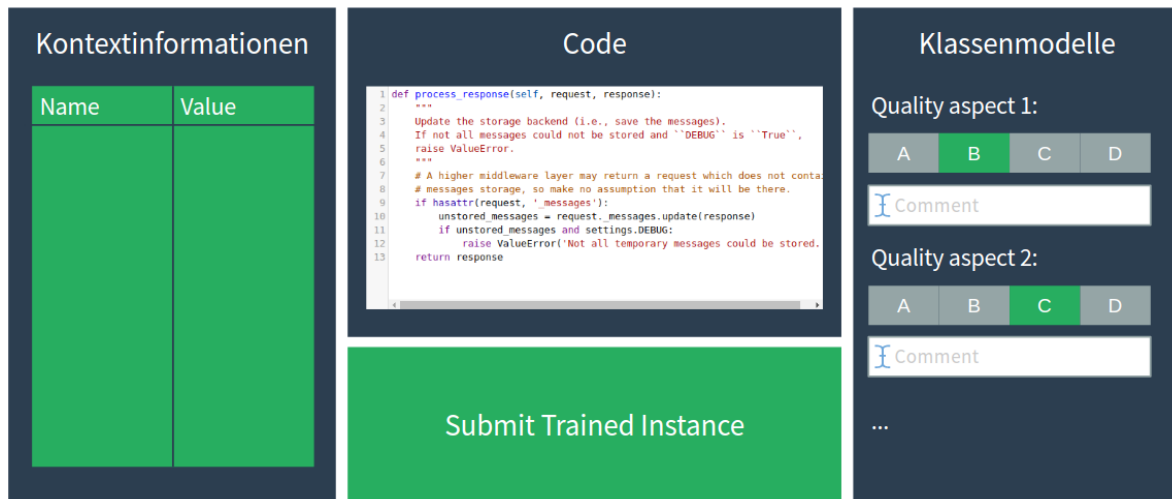 Kontextinformationen
Name Value
Code
1 def process_response(self, request, response):
2 """
3 Update the storage backend (i.e., save the messages).
4 If not all messages could not be stored and ``DEBUG`` is ``True``,
5 raise ValueError.
6 """
7 # A higher middleware layer may return a request which does not contai
8 # messages storage, so make no assumption that it will be there.
9 if hasattr(request, '_messages'):
10 unstored_messages = request._messages.update(response)
11 if unstored_messages and settings.DEBUG:
12 raise ValueError('Not all temporary messages could be stored.
13 return response
Submit Trained Instance
Klassenmodelle
Quality aspect 1:
A B C D
Comment
Quality aspect 2:
A B C D
Comment
...